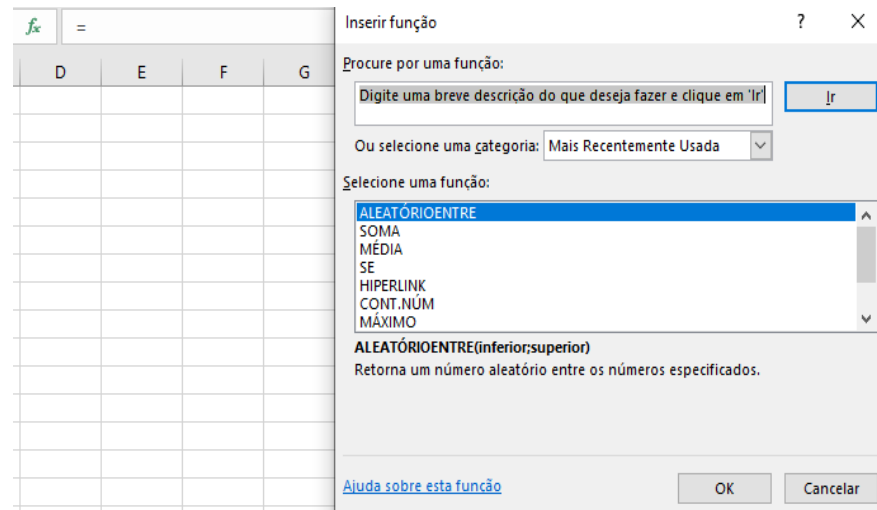 fx =
Inserir função ? X
D E F G
Procure por uma função:
Digite uma breve descrição do que deseja fazer e clique em 'Ir'
Ir
Ou selecione uma categoria: Mais Recentemente Usada
Selecione uma função:
ALEATÓRIOENTRE
SOMA
MÉDIA
SE
HIPERLINK
CONT.NÚM
MÁXIMO
ALEATÓRIOENTRE(inferior;superior)
Retorna um número aleatório entre os números especificados.
Ajuda sobre esta função
OK Cancelar